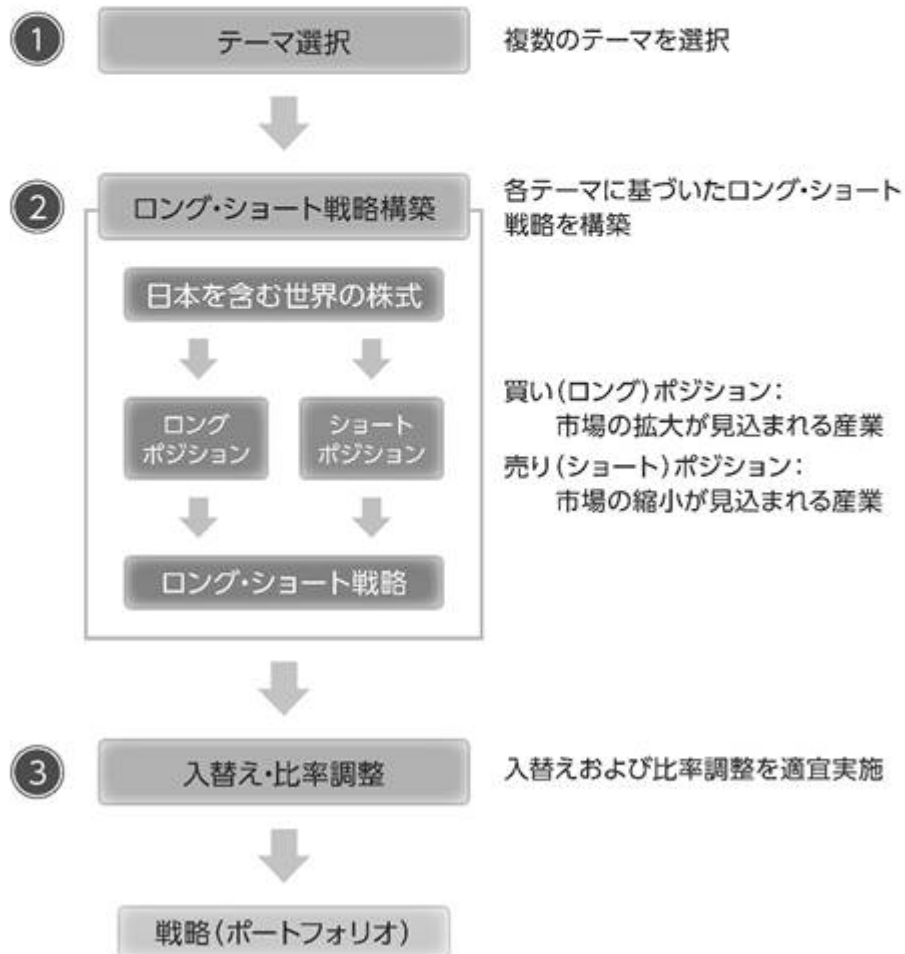 1
テーマ選択
複数のテーマを選択
2
ロング・ショート戦略構築
各テーマに基づいたロング・ショート
戦略を構築
日本を含む世界の株式
ロング
ポジション
ショート
ポジション
買い(ロング)ポジション:
市場の拡大が見込まれる産業
売り(ショート)ポジション:
市場の縮小が見込まれる産業
ロング・ショート戦略
3
入替え・比率調整
入替えおよび比率調整を適宜実施
戦略(ポートフォリオ)